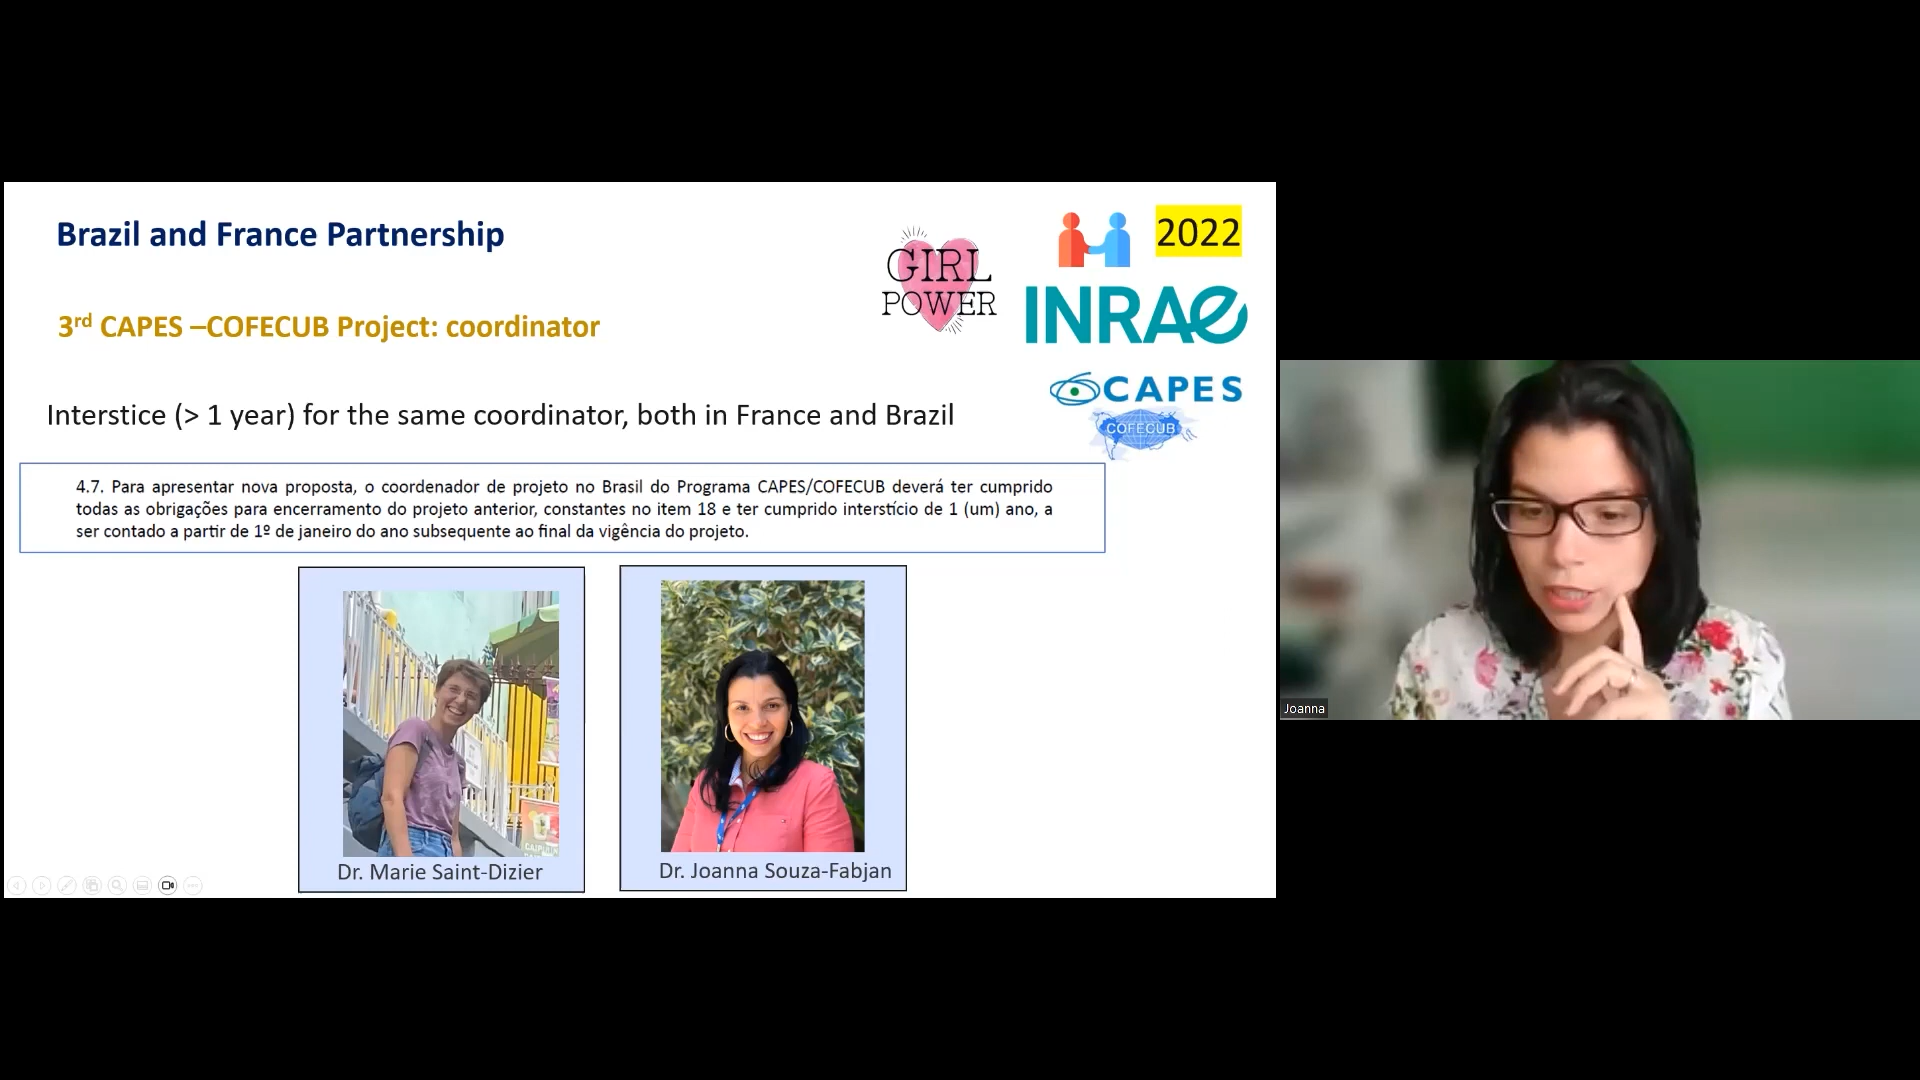 Brazil and France Partnership
GIRL
POWER
2022
INRAE
3rd CAPES –COFECUB Project: coordinator
CAPES
COFECUB
Interstice (> 1 year) for the same coordinator, both in France and Brazil
4.7. Para apresentar nova proposta, o coordenador de projeto no Brasil do Programa CAPES/COFECUB deverá ter cumprido
todas as obrigações para encerramento do projeto anterior, constantes no item 18 e ter cumprido interstício de 1 (um) ano, a
ser contado a partir de 1º de janeiro do ano subsequente ao final da vigência do projeto.
Dr. Marie Saint-Dizier
Dr. Joanna Souza-Fabjan
Joanna